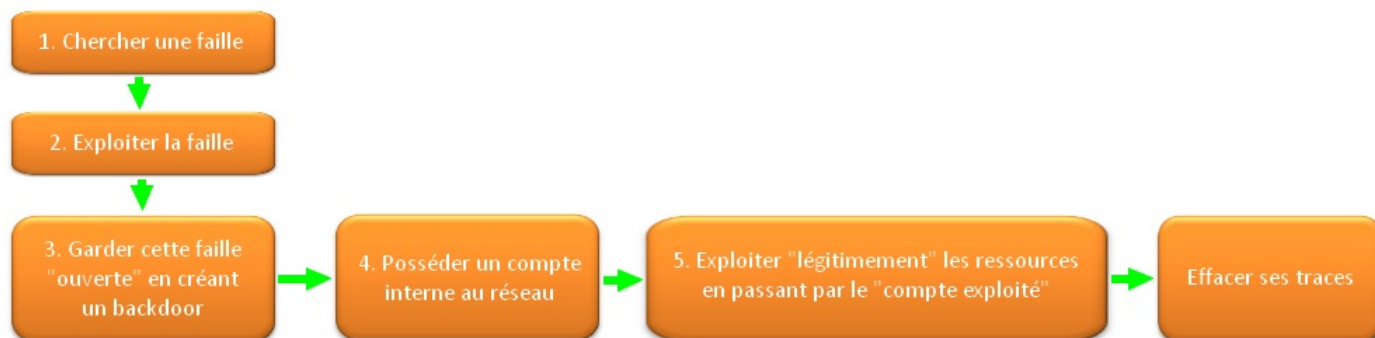 1. Chercher une faille
2. Exploiter la faille
3. Garder cette faille
"ouverte" en créant
un backdoor
4. Posséder un compte
interne au réseau
5. Exploiter "légitimement" les ressources
en passant par le "compte exploité"
Effacer ses traces